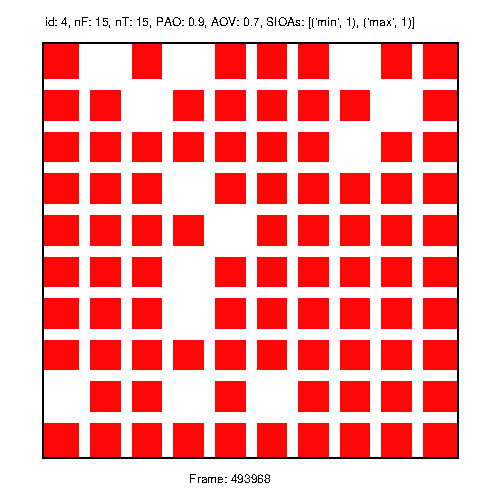 id: 4, nF: 15, nT: 15, PAO: 0.9, AOV: 0.7, SIOAs: [('min', 1), ('max', 1)]
Frame: 493968